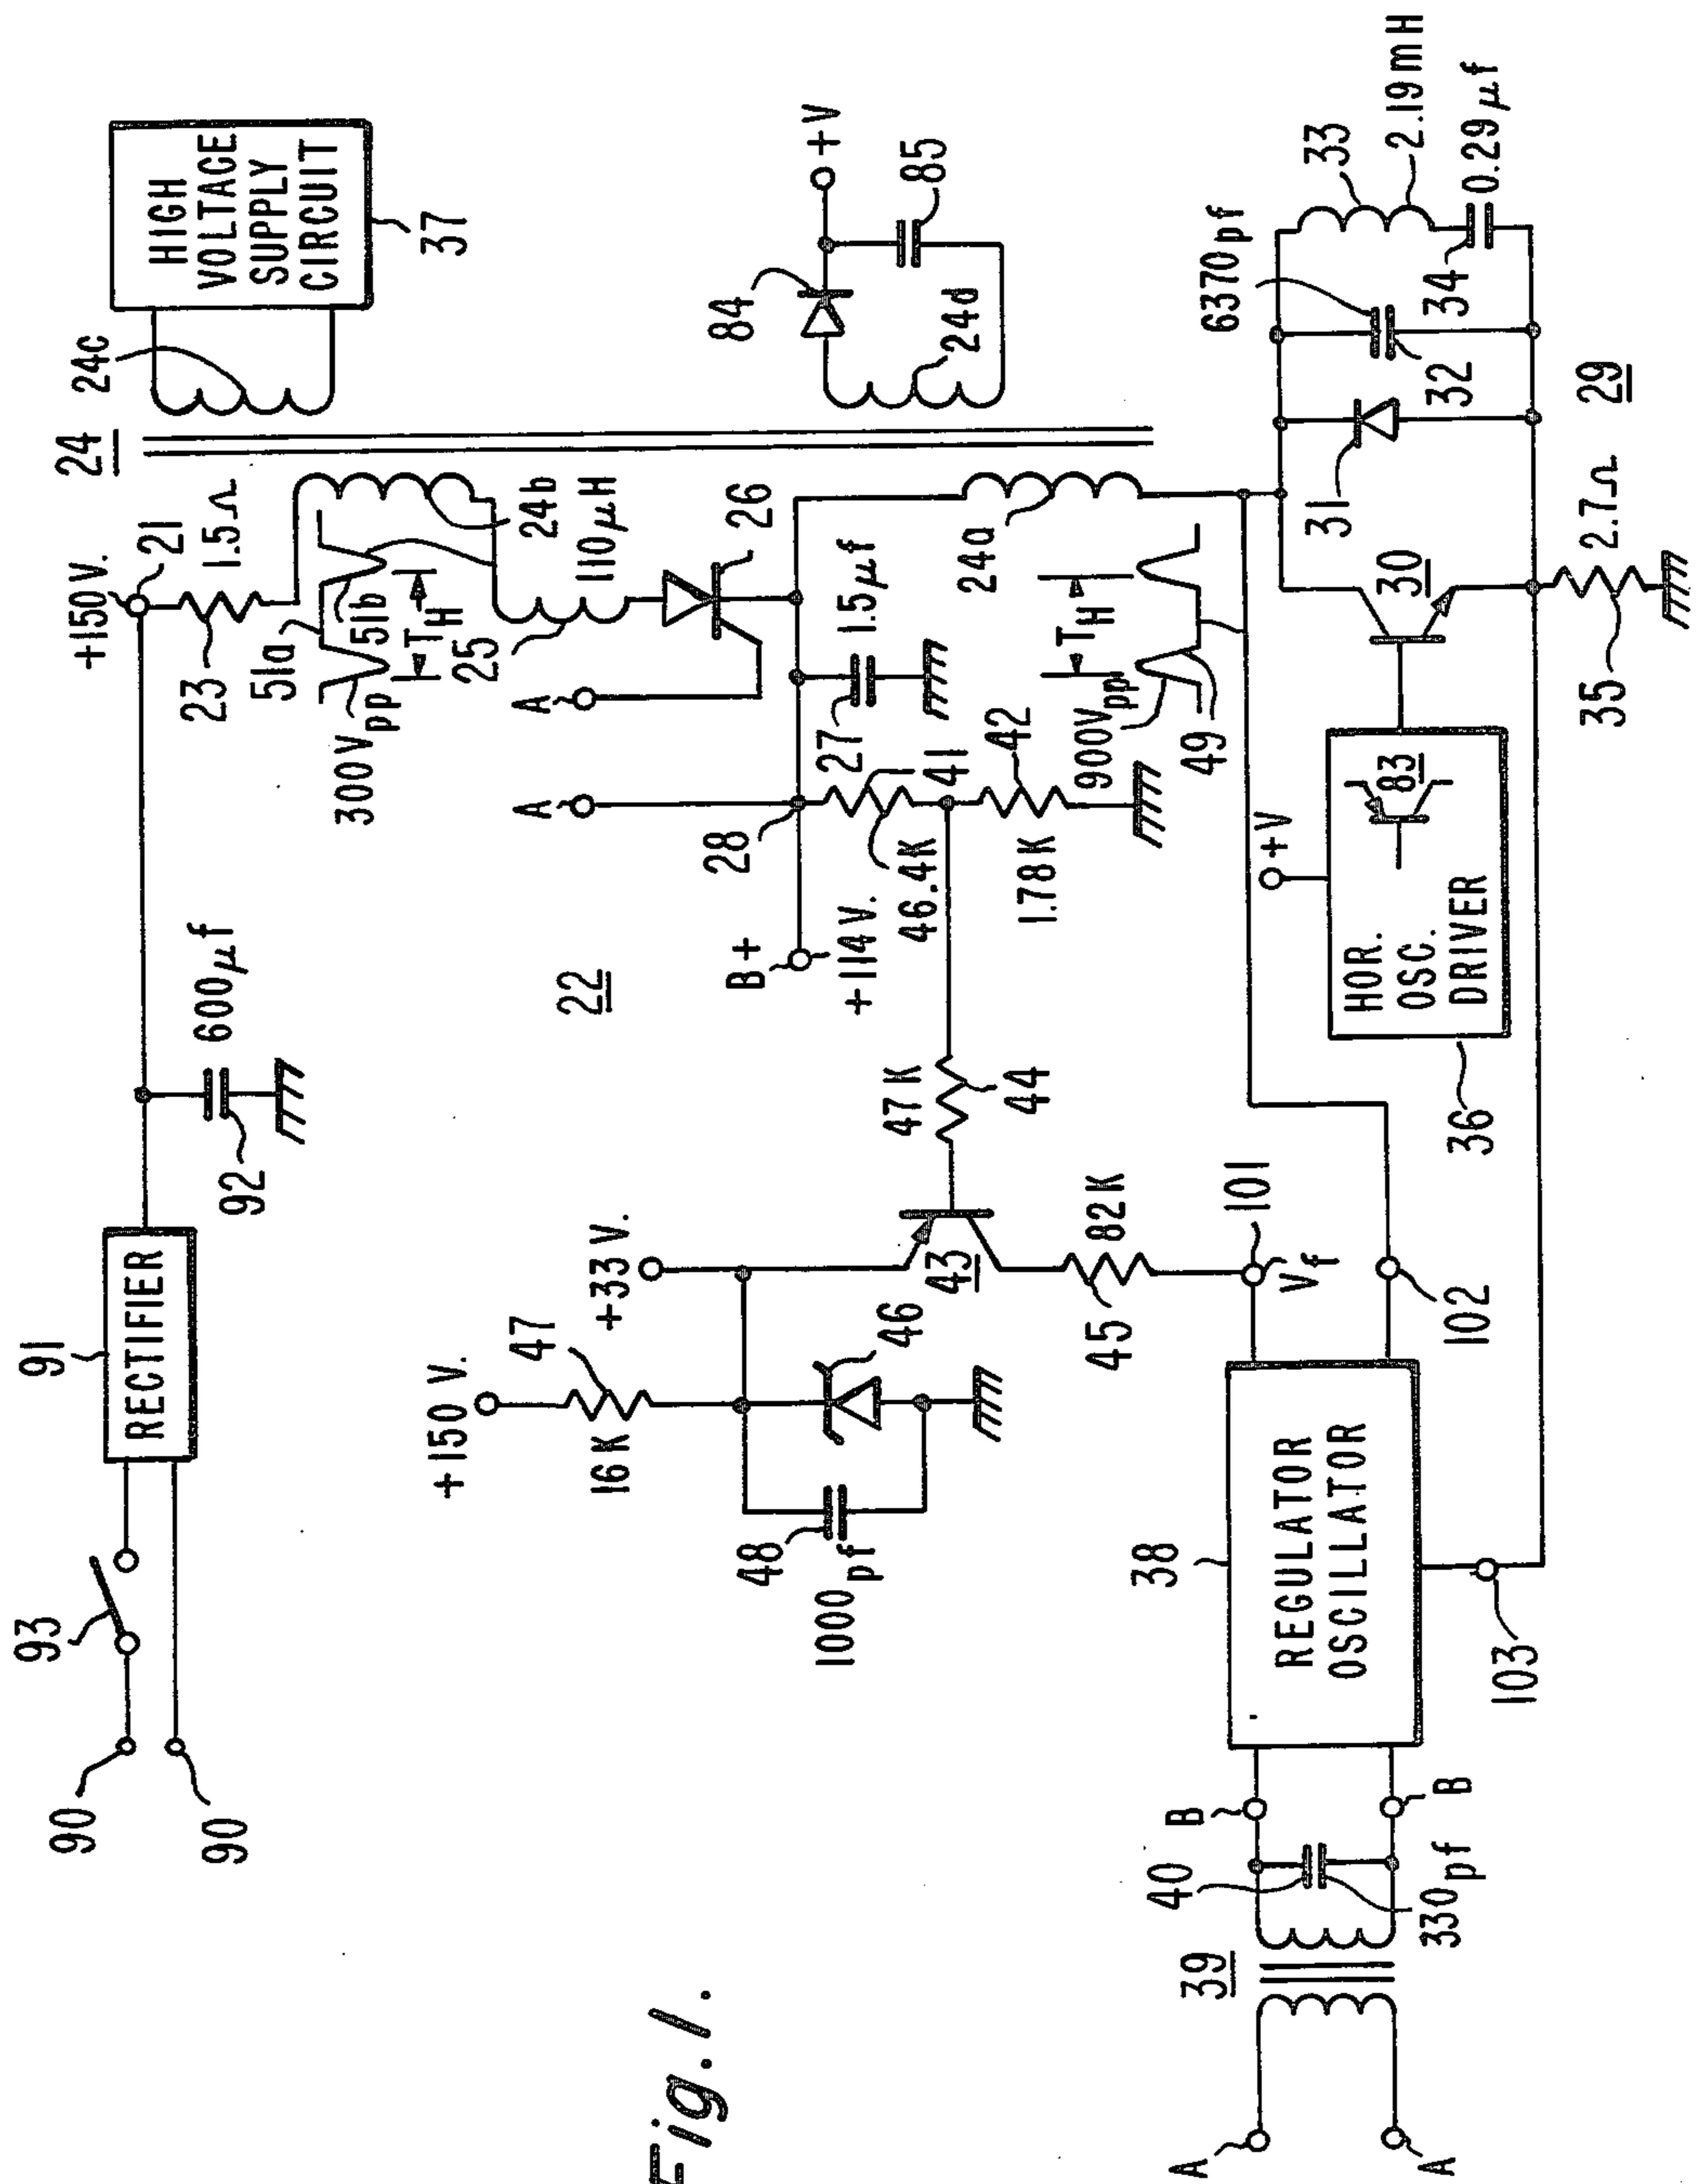 24
24c
HIGH
VOLTAGE
SUPPLY
CIRCUIT
37
+150V.
21
1.5Ω
23
51a
51b
300Vpp
TH
24b
110μH
25
26
A
84
+V
85
24d
91
RECTIFIER
93
90
90
92
600μf
22
A
28
B+
+114V.
27
1.5μf
41
46.4K
42
1.78K
24a
900Vpp
TH
49
+150 V.
47
16K
+33V.
46
48
1000pf
43
47K
44
45
82K
101
Vf
102
38
REGULATOR
OSCILLATOR
103
39
40
330pf
B
B
A
A
+V
HOR.
OSC.
DRIVER
83
36
30
31
32
6370pf
33
2.19mH
34
0.29μf
29
35
2.7Ω
Fig. 1.